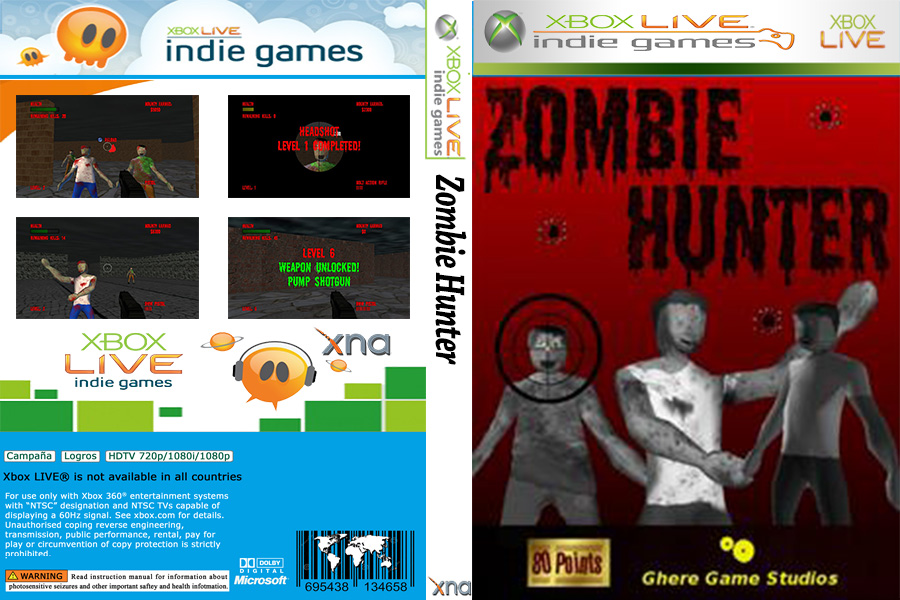 XBOX LIVE
indie games
HEADSHOT
LEVEL 1 COMPLETED!
LEVEL 6
WEAPON UNLOCKED!
PUMP SHOTGUN
XBOX
LIVE
indie games
xna
Campaña
Logros
HDTV 720p/1080i/1080p
Xbox LIVE® is not available in all countries
For use only with Xbox 360® entertainment systems
with “NTSC” designation and NTSC TVs capable of
displaying a 60Hz signal. See xbox.com for details.
Unauthorised coping reverse engineering,
transmission, public performance, rental, pay for
play or circumvention of copy protection is strictly
prohibited.
WARNING Read instruction manual for information about
photosensitive seizures and other important saftey and health infotmation.
DOLBY
DIGITAL
Microsoft
695438 134658
XBOX LIVE
indie games
Zombie Hunter
xna
XBOX LIVE
indie games
XBOX
LIVE
ZOMBIE
HUNTER
80 Points
Ghere Game Studios